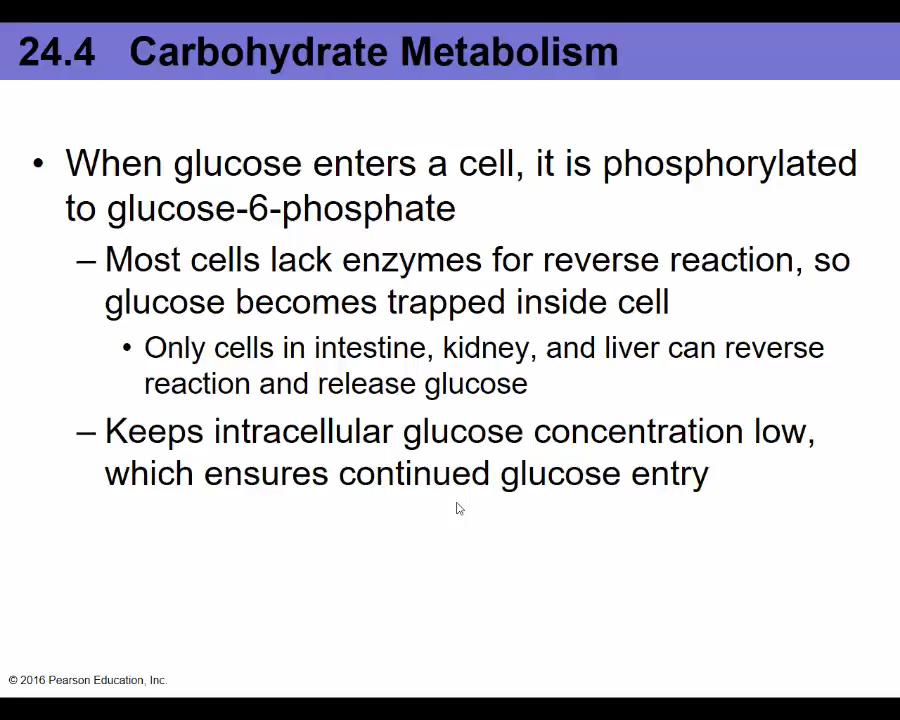 24.4 Carbohydrate Metabolism
• When glucose enters a cell, it is phosphorylated
to glucose-6-phosphate
– Most cells lack enzymes for reverse reaction, so
glucose becomes trapped inside cell
• Only cells in intestine, kidney, and liver can reverse
reaction and release glucose
– Keeps intracellular glucose concentration low,
which ensures continued glucose entry
© 2016 Pearson Education, Inc.